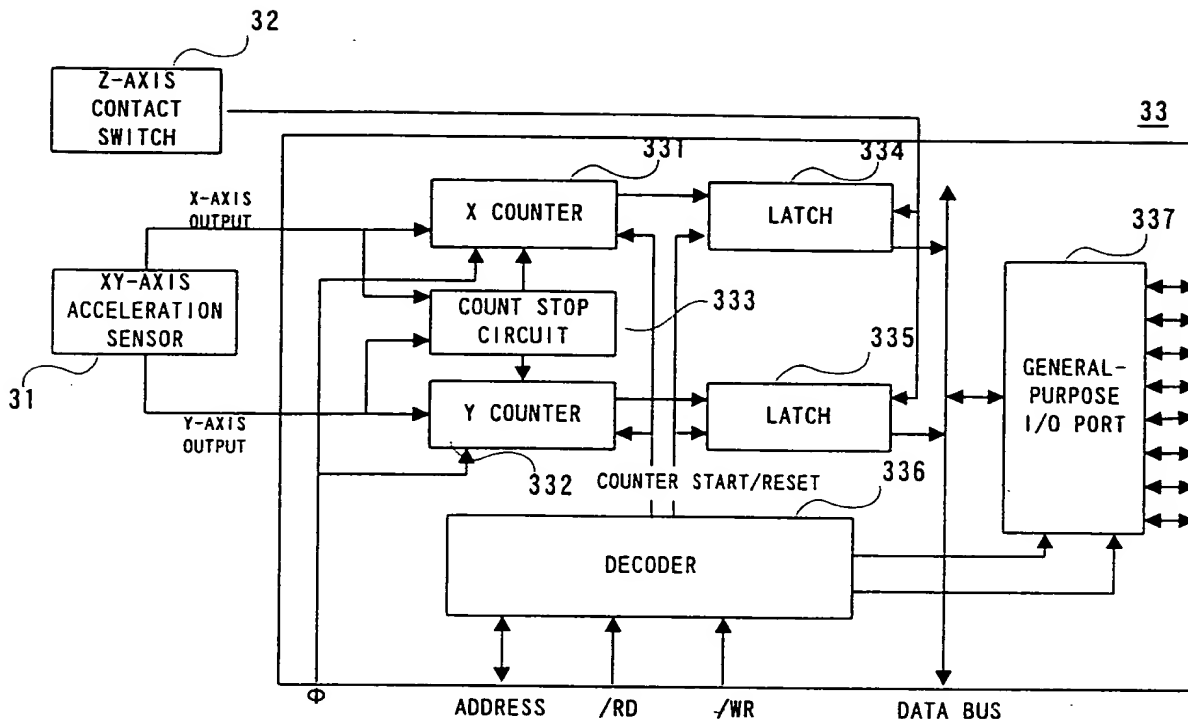 32
Z-AXIS
CONTACT
SWITCH
33
331
334
X-AXIS
OUTPUT
X COUNTER
LATCH
337
XY-AXIS
ACCELERATION
SENSOR
COUNT STOP
CIRCUIT
333
335
GENERAL-
PURPOSE
I/O PORT
31
Y COUNTER
LATCH
Y-AXIS
OUTPUT
332
COUNTER START/RESET
336
DECODER
Φ
ADDRESS
/RD
/WR
DATA BUS